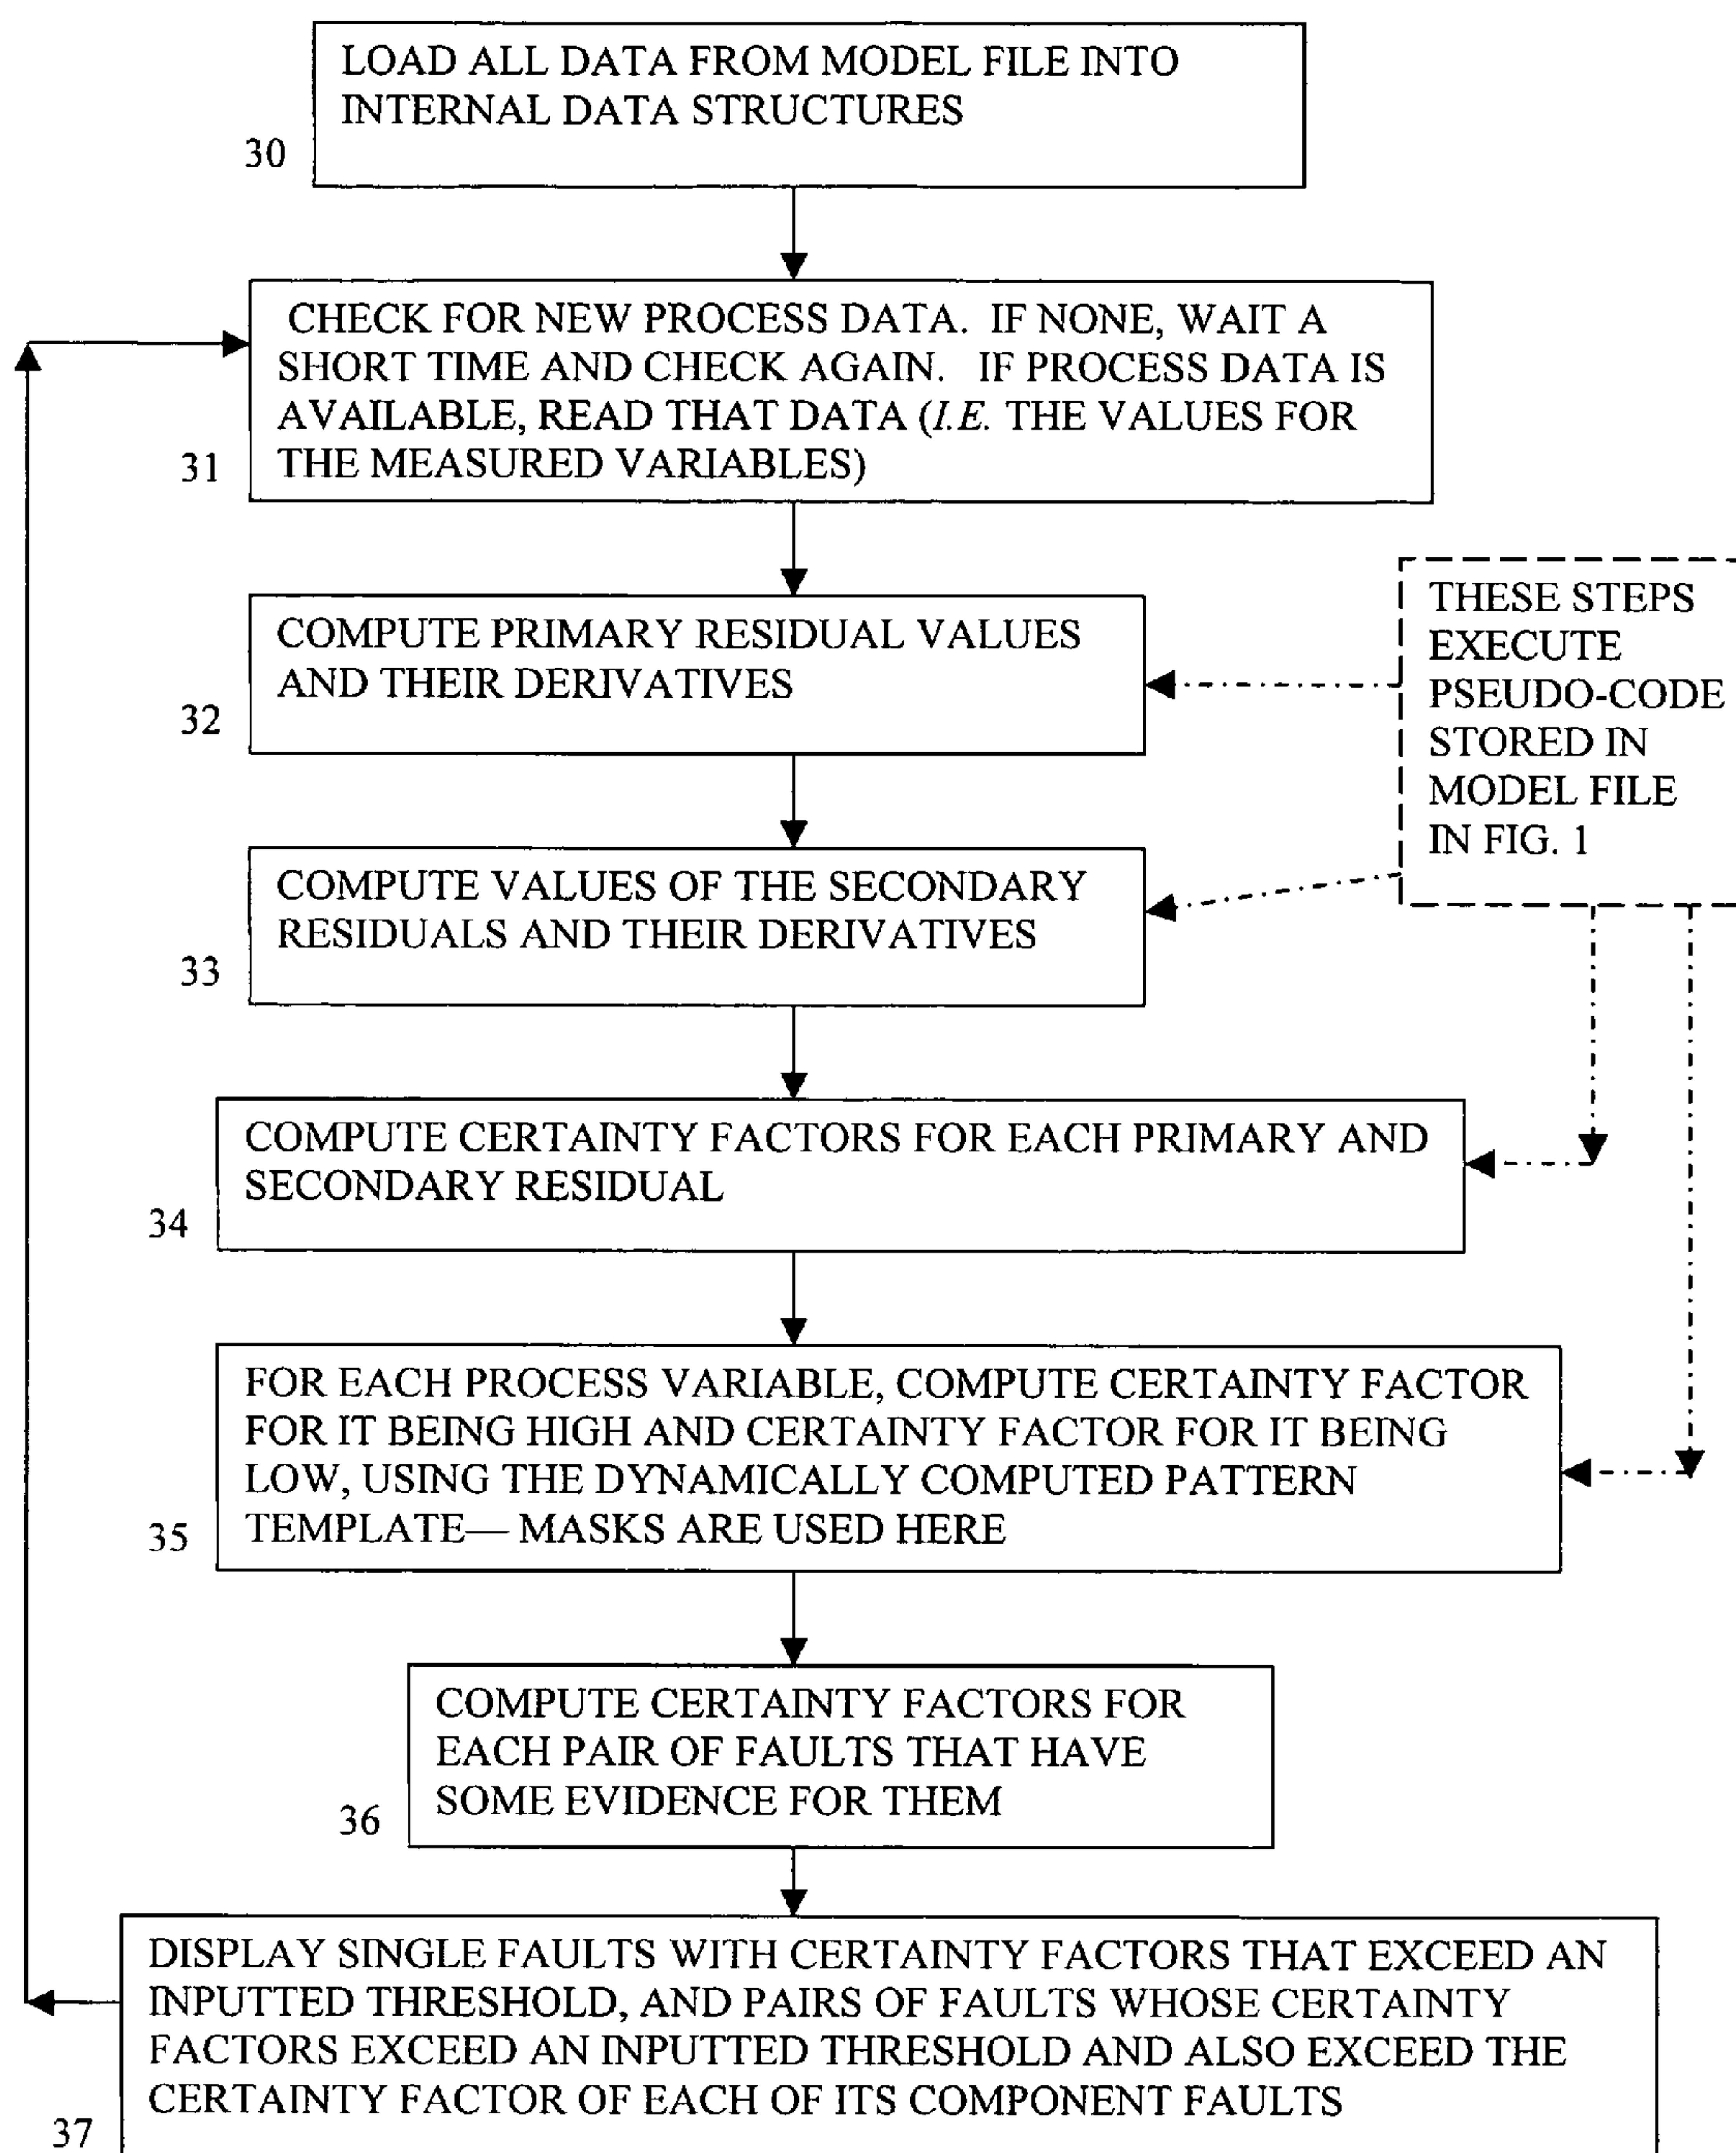 LOAD ALL DATA FROM MODEL FILE INTO
INTERNAL DATA STRUCTURES
30
CHECK FOR NEW PROCESS DATA. IF NONE, WAIT A
SHORT TIME AND CHECK AGAIN. IF PROCESS DATA IS
AVAILABLE, READ THAT DATA (I.E. THE VALUES FOR
THE MEASURED VARIABLES)
31
COMPUTE PRIMARY RESIDUAL VALUES
AND THEIR DERIVATIVES
32
THESE STEPS
EXECUTE
PSEUDO-CODE
STORED IN
MODEL FILE
IN FIG. 1
COMPUTE VALUES OF THE SECONDARY
RESIDUALS AND THEIR DERIVATIVES
33
COMPUTE CERTAINTY FACTORS FOR EACH PRIMARY AND
SECONDARY RESIDUAL
34
FOR EACH PROCESS VARIABLE, COMPUTE CERTAINTY FACTOR
FOR IT BEING HIGH AND CERTAINTY FACTOR FOR IT BEING
LOW, USING THE DYNAMICALLY COMPUTED PATTERN
TEMPLATE— MASKS ARE USED HERE
35
COMPUTE CERTAINTY FACTORS FOR
EACH PAIR OF FAULTS THAT HAVE
SOME EVIDENCE FOR THEM
36
DISPLAY SINGLE FAULTS WITH CERTAINTY FACTORS THAT EXCEED AN
INPUTTED THRESHOLD, AND PAIRS OF FAULTS WHOSE CERTAINTY
FACTORS EXCEED AN INPUTTED THRESHOLD AND ALSO EXCEED THE
CERTAINTY FACTOR OF EACH OF ITS COMPONENT FAULTS
37